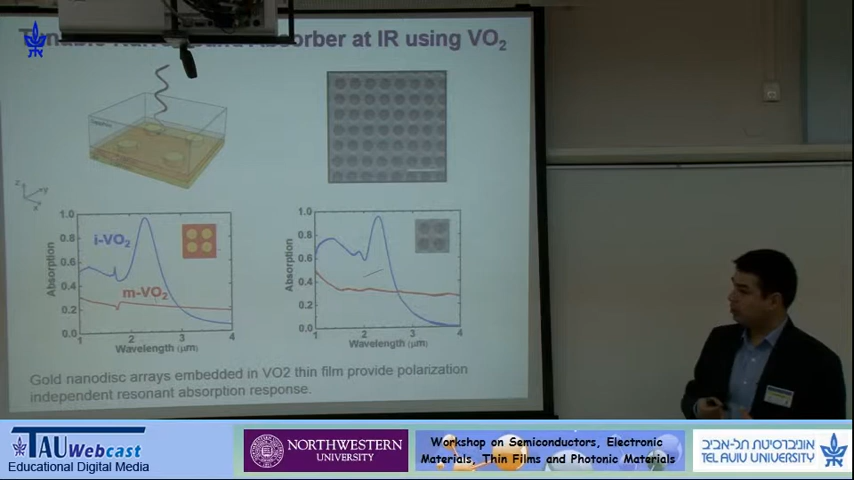 Absorber at IR using VO2
z
y
x
1.0
0.8
0.6
0.4
0.2
0.0
Absorption
i-VO2
m-VO2
1 2 3 4
Wavelength (μm)
1.0
0.8
0.6
0.4
0.2
0.0
Absorption
1 2 3 4
Wavelength (μm)
Gold nanodisc arrays embedded in VO2 thin film provide polarization
independent resonant absorption response.
TAU Webcast
Educational Digital Media
NORTHWESTERN
UNIVERSITY
Workshop on Semiconductors, Electronic
Materials, Thin Films and Photonic Materials
אוניברסיטת תל-אביב
TEL AVIV UNIVERSITY